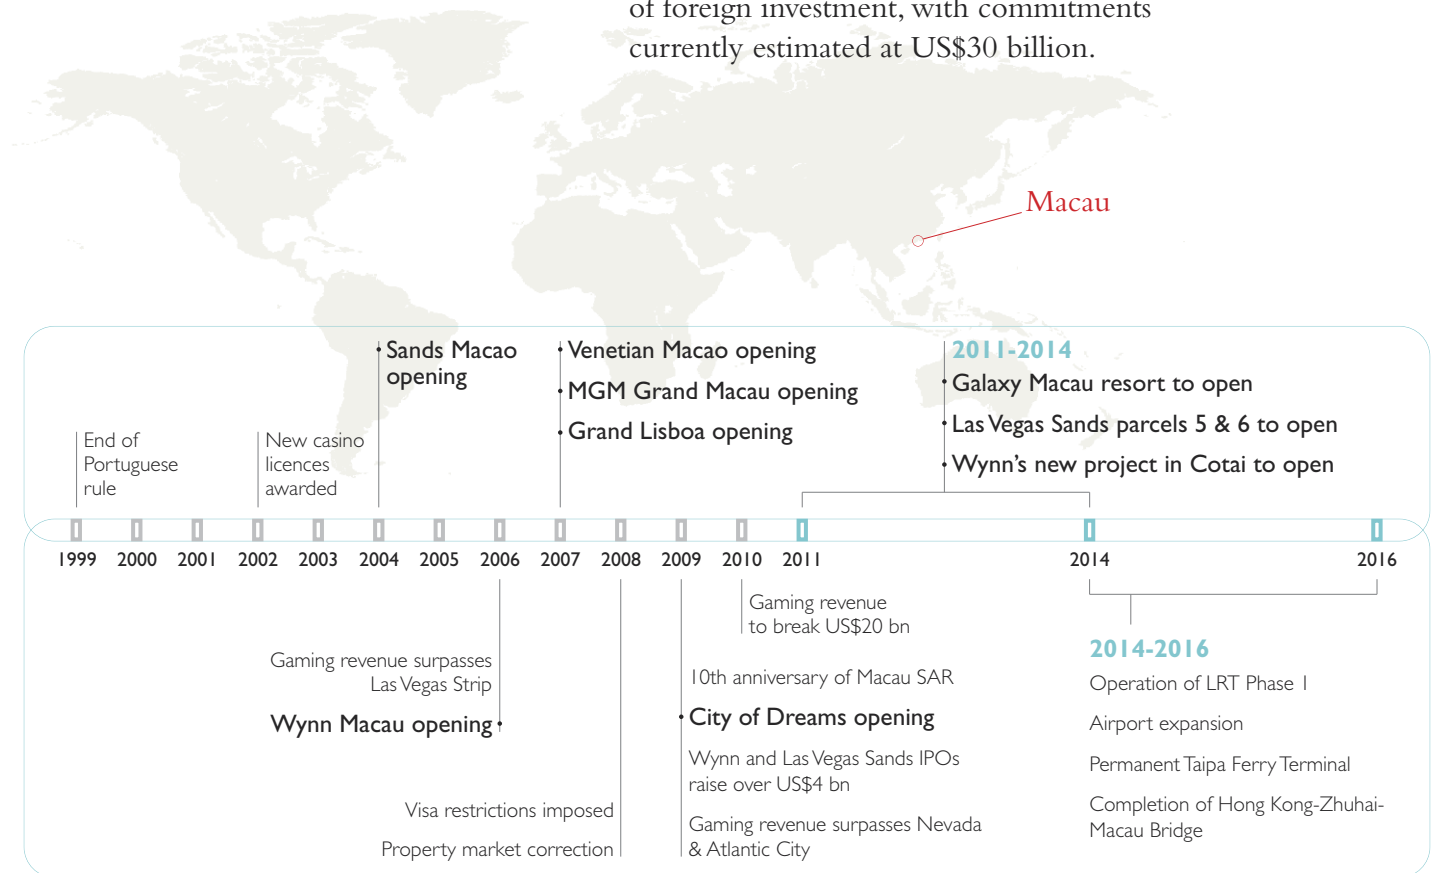 of foreign investment, with commitments
currently estimated at US$30 billion.
Macau
Sands Macao
opening
Venetian Macao opening
MGM Grand Macau opening
Grand Lisboa opening
2011-2014
Galaxy Macau resort to open
Las Vegas Sands parcels 5 & 6 to open
Wynn's new project in Cotai to open
End of
Portuguese
rule
New casino
licences
awarded
1999 2000 2001 2002 2003 2004 2005 2006 2007 2008 2009 2010 2011 2014 2016
Gaming revenue
to break US$20 bn
Gaming revenue surpasses
Las Vegas Strip
Wynn Macau opening
10th anniversary of Macau SAR
City of Dreams opening
Wynn and Las Vegas Sands IPOs
raise over US$4 bn
Gaming revenue surpasses Nevada
& Atlantic City
Visa restrictions imposed
Property market correction
2014-2016
Operation of LRT Phase 1
Airport expansion
Permanent Taipa Ferry Terminal
Completion of Hong Kong-Zhuhai-
Macau Bridge